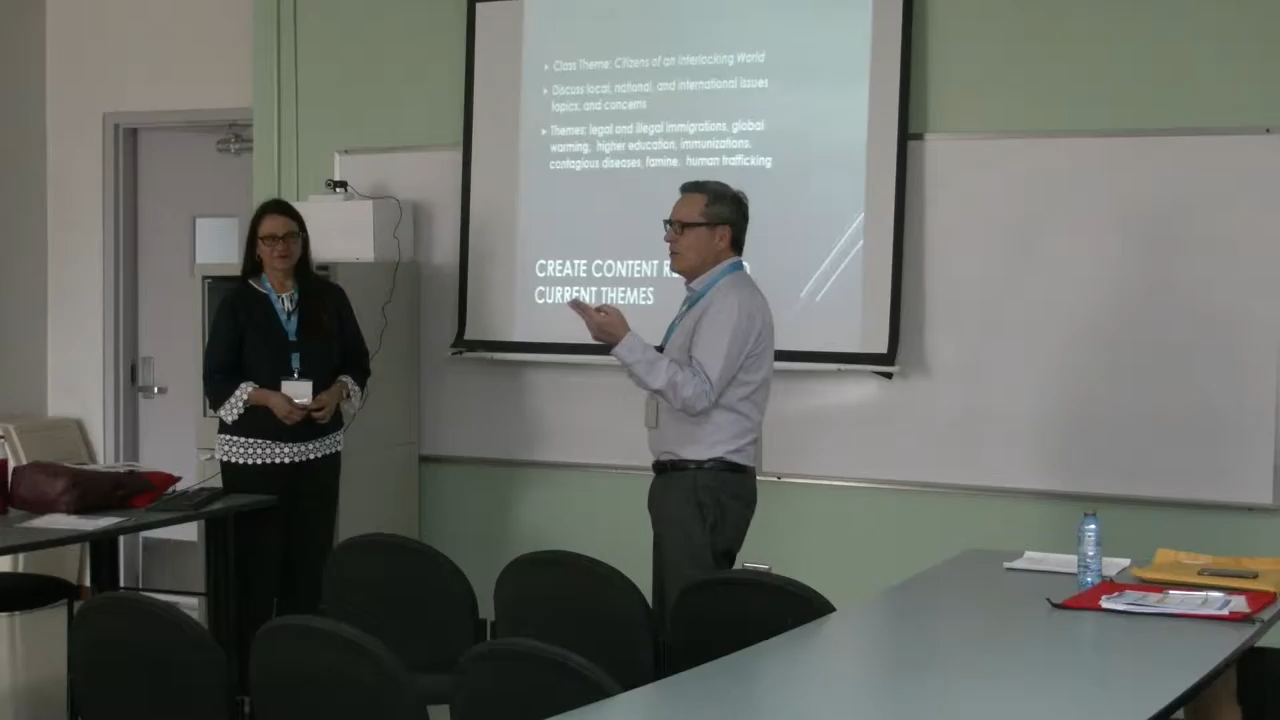 ▸ Class Theme: Citizens of an Interlocking World
▸ Discuss local, national, and international issues
topics, and concerns
▸ Themes: legal and illegal immigrations, global
warming, higher education, immunizations,
contagious diseases, famine, human trafficking
CREATE CONTENT
CURRENT THEMES